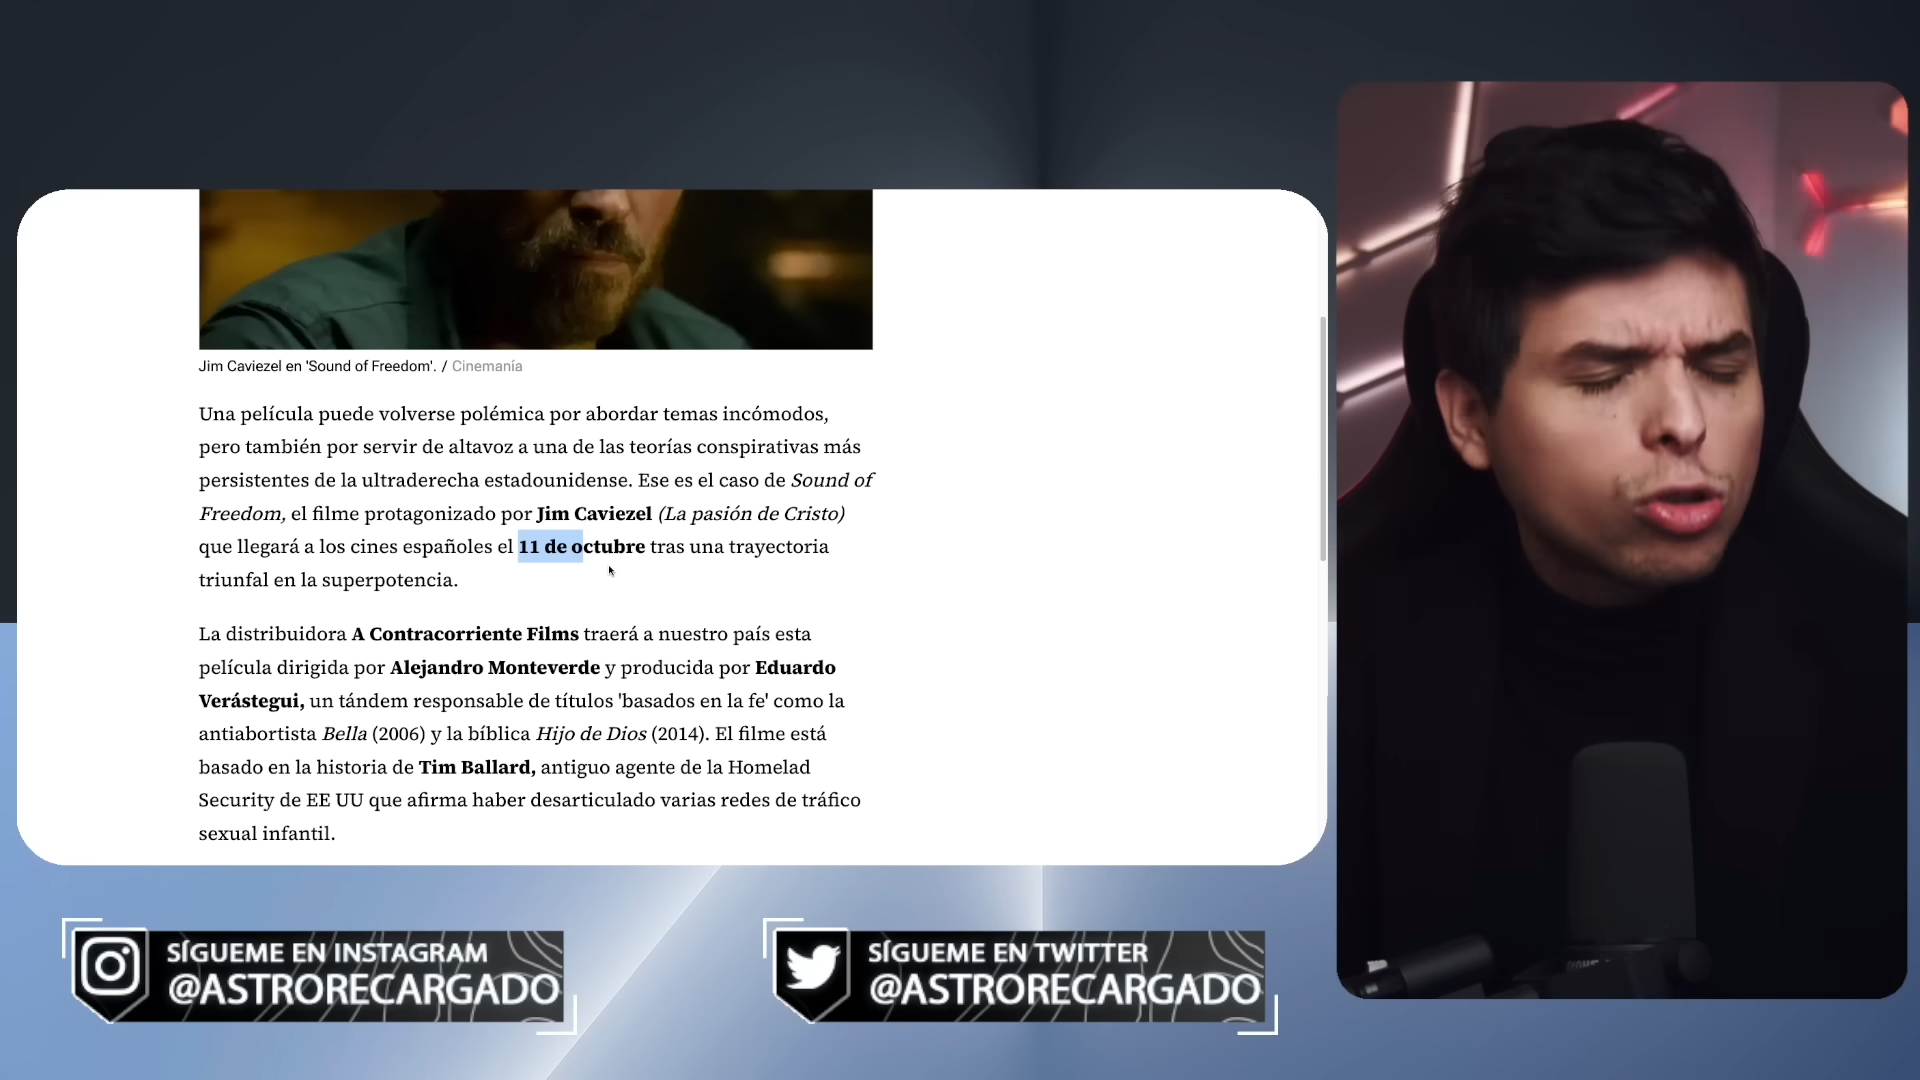 Jim Caviezel en 'Sound of Freedom'. / Cinemanía
Una película puede volverse polémica por abordar temas incómodos,
pero también por servir de altavoz a una de las teorías conspirativas más
persistentes de la ultraderecha estadounidense. Ese es el caso de Sound of
Freedom, el filme protagonizado por Jim Caviezel (La pasión de Cristo)
que llegará a los cines españoles el 11 de octubre tras una trayectoria
triunfal en la superpotencia.
La distribuidora A Contracorriente Films traerá a nuestro país esta
película dirigida por Alejandro Monteverde y producida por Eduardo
Verástegui, un tándem responsable de títulos 'basados en la fe' como la
antiabortista Bella (2006) y la bíblica Hijo de Dios (2014). El filme está
basado en la historia de Tim Ballard, antiguo agente de la Homelad
Security de EE UU que afirma haber desarticulado varias redes de tráfico
sexual infantil.
SÍGUEME EN INSTAGRAM
@ASTRORECARGADO
SÍGUEME EN TWITTER
@ASTRORECARGADO